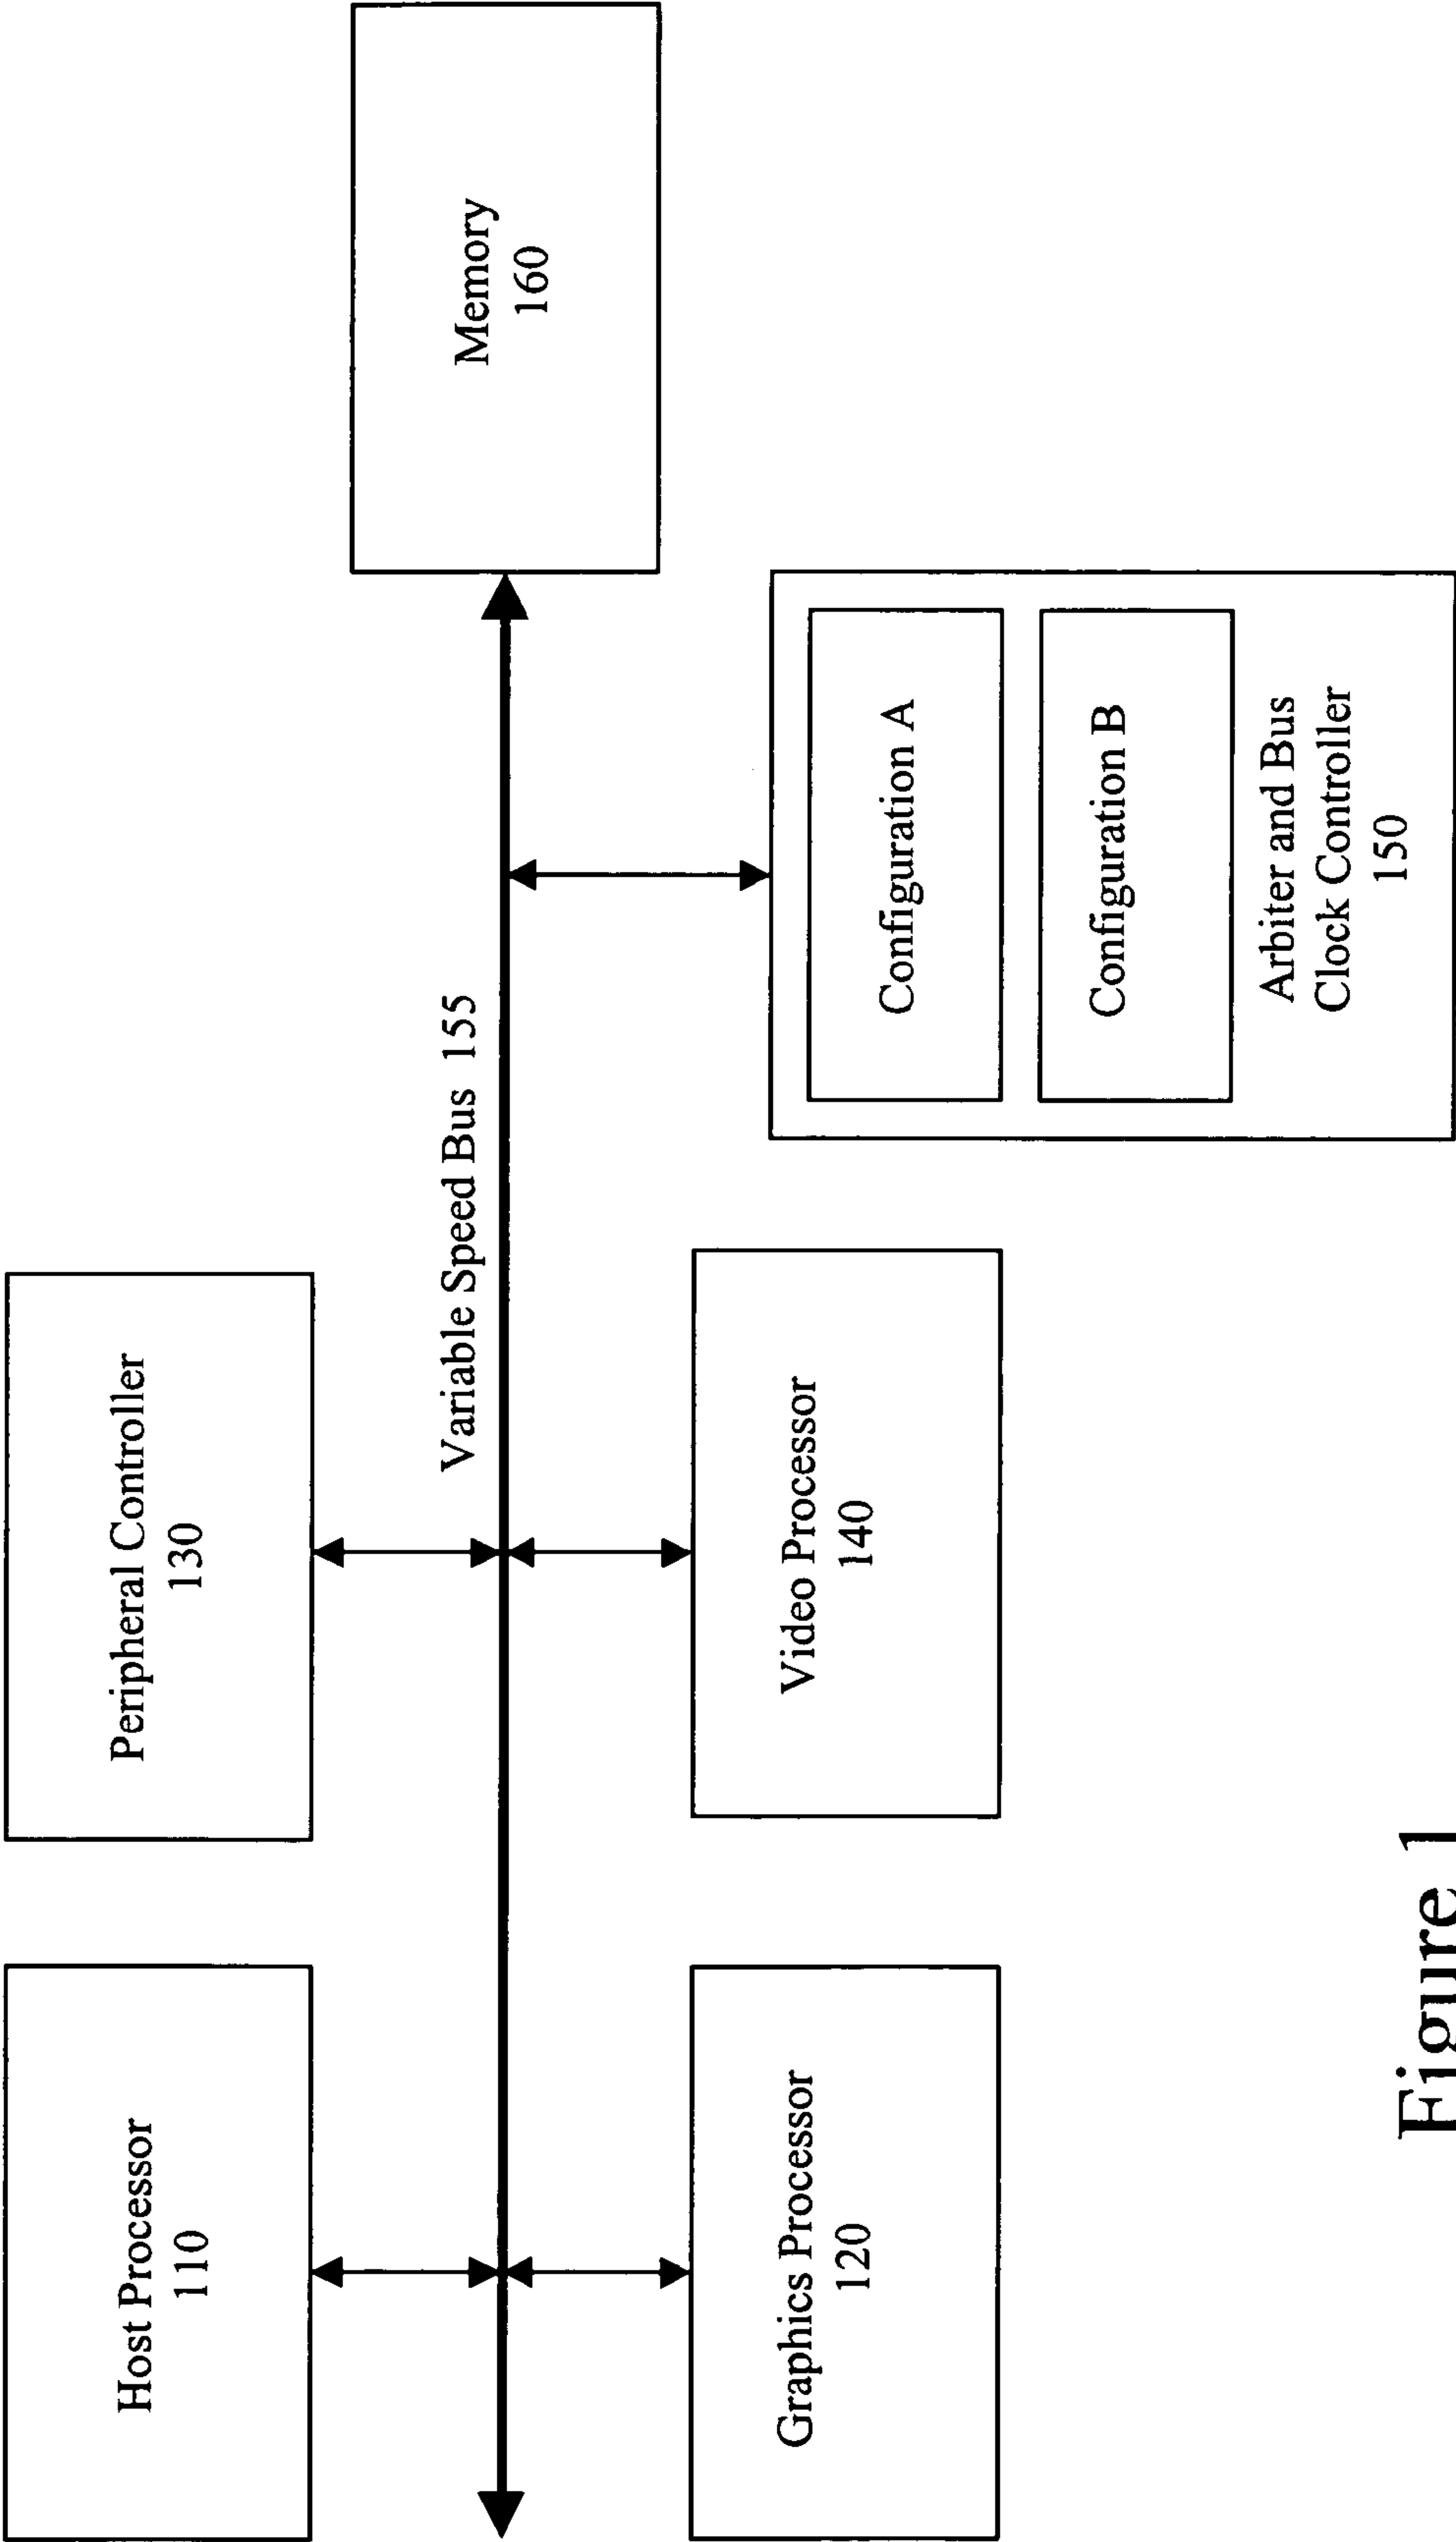 Host Processor
110
Peripheral Controller
130
Variable Speed Bus 155
Memory
160
Graphics Processor
120
Video Processor
140
Configuration A
Configuration B
Arbiter and Bus
Clock Controller
150
Figure 1